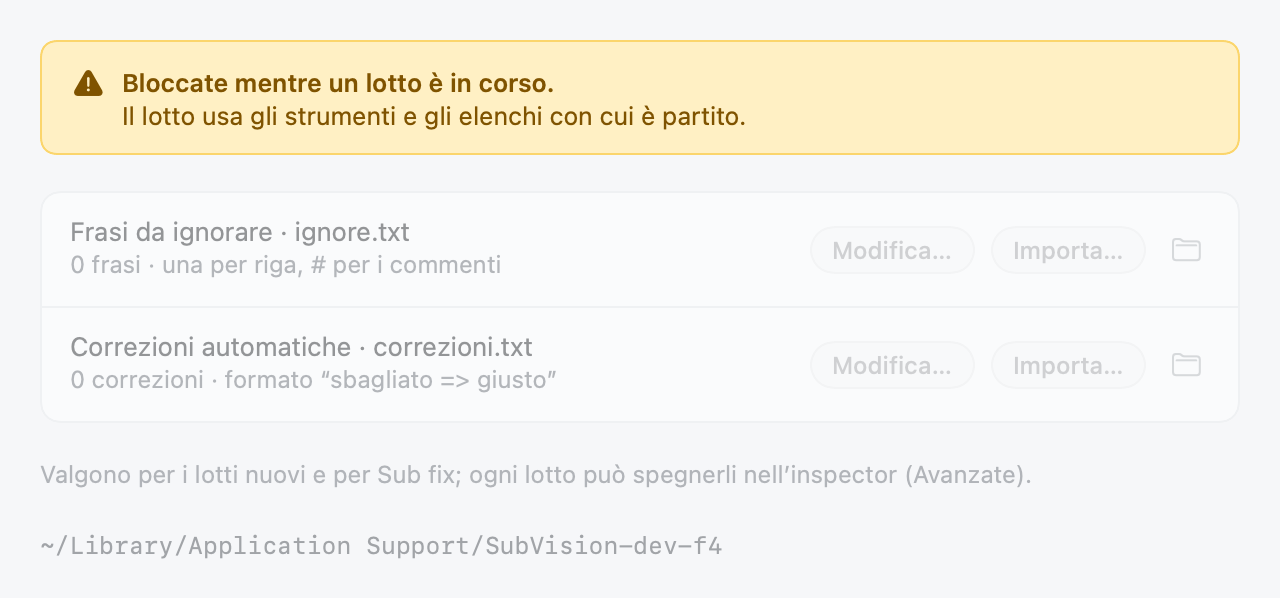 Bloccate mentre un lotto è in corso.
Il lotto usa gli strumenti e gli elenchi con cui è partito.
Frasi da ignorare · ignore.txt
0 frasi · una per riga, # per i commenti
Modifica...
Importa...
Correzioni automatiche · correzioni.txt
0 correzioni · formato “sbagliato => giusto”
Modifica...
Importa...
Valgono per i lotti nuovi e per Sub fix; ogni lotto può spegnerli nell’inspector (Avanzate).
~/Library/Application Support/SubVision-dev-f4